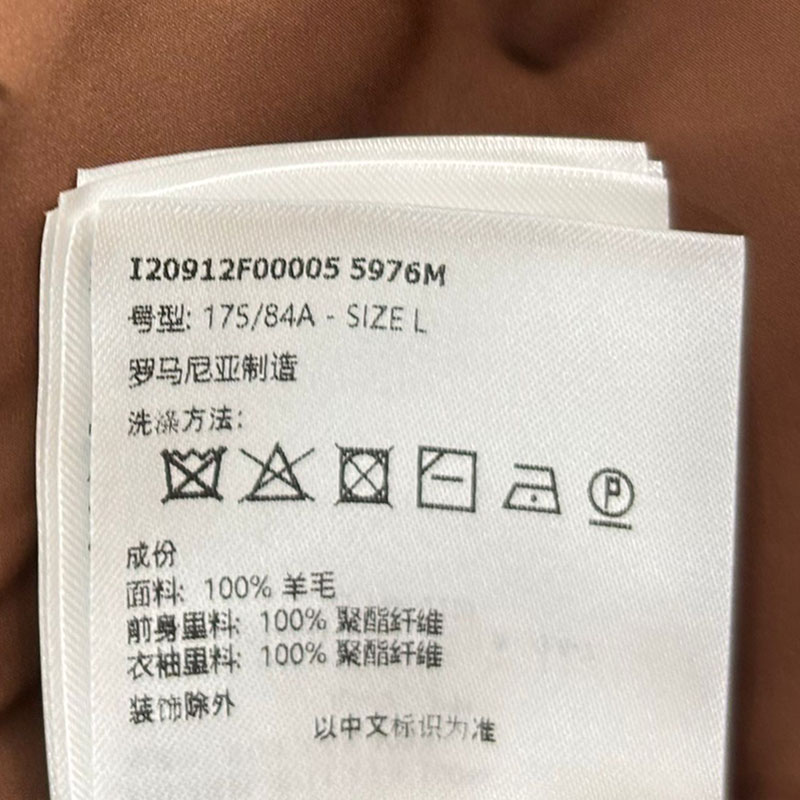 I20912F00005 5976M
号型: 175/84A - SIZE L
罗马尼亚制造
洗涤方法:
P
成份
面料: 100% 羊毛
前身里料: 100% 聚酯纤维
衣袖里料: 100% 聚酯纤维
装饰除外
以中文标识为准